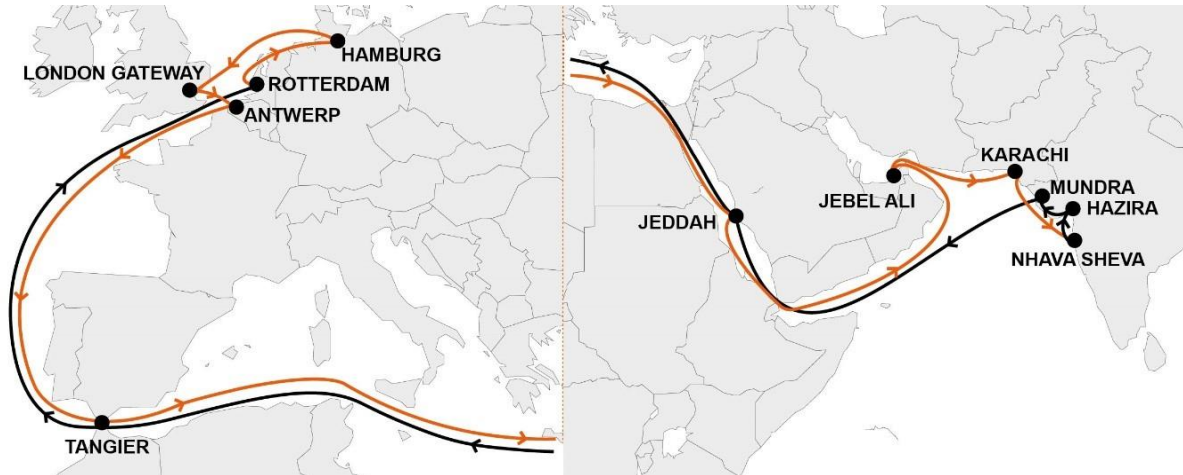 HAMBURG
LONDON GATEWAY
ROTTERDAM
ANTWERP
TANGIER
KARACHI
MUNDRA
JEBEL ALI
HAZIRA
JEDDAH
NHAVA SHEVA